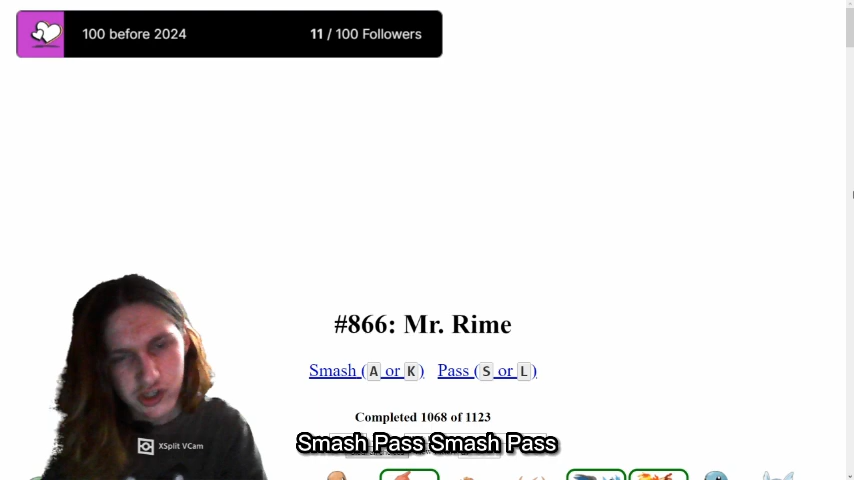 100 before 2024 11 / 100 Followers
#866: Mr. Rime
Smash (A or K) Pass (S or L)
Completed 1068 of 1123
XSplit VCam
Smash Pass Smash Pass